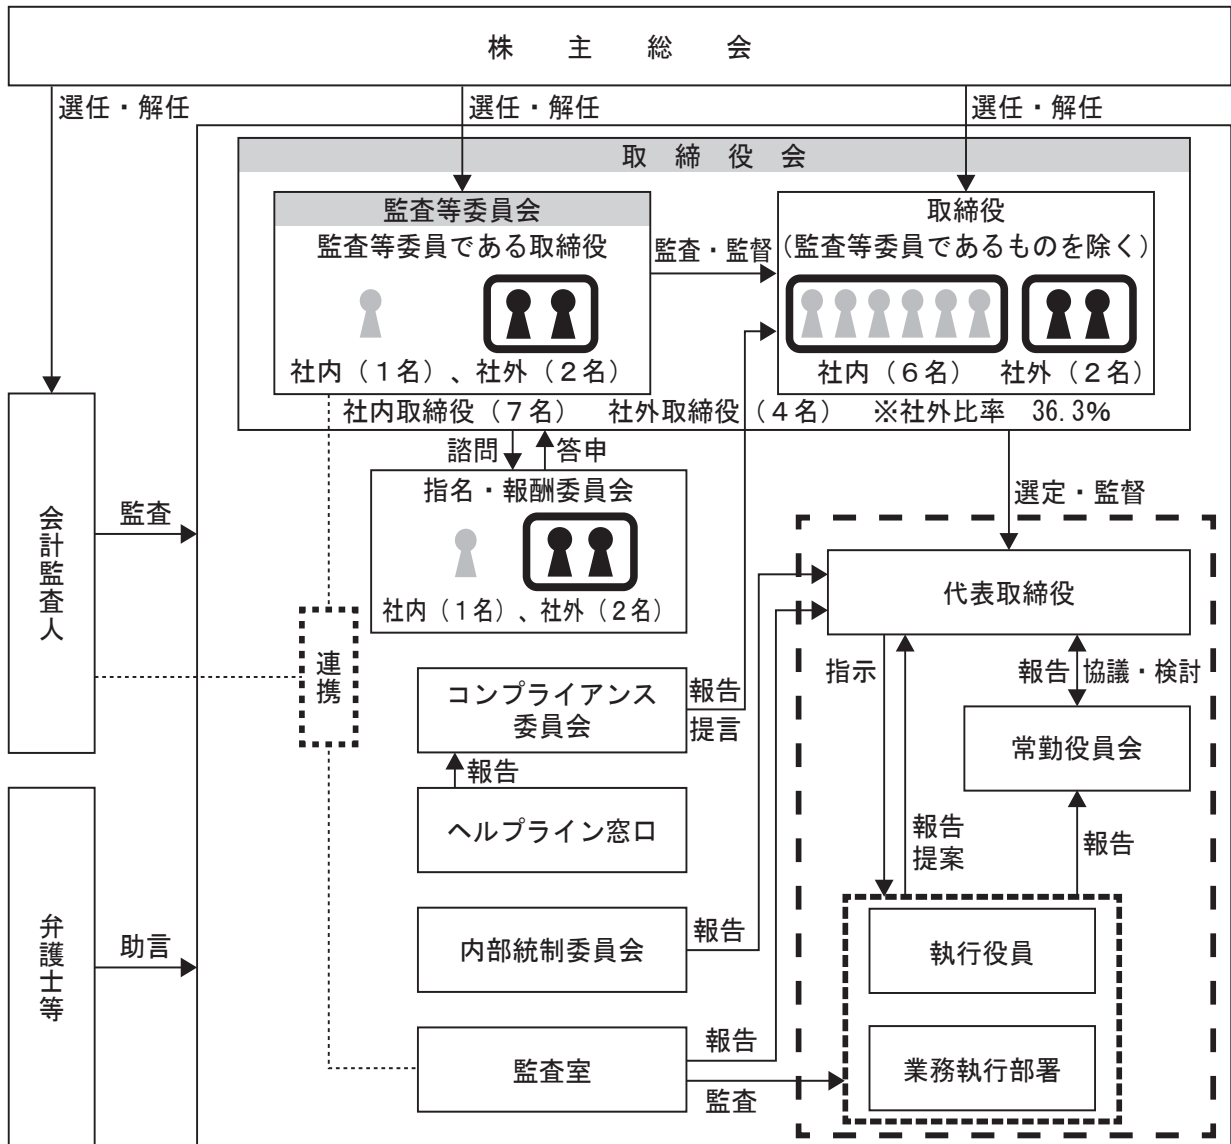 株主総会
選任・解任
選任・解任
選任・解任
取締役会
監査等委員会
監査等委員である取締役
社内（1名）、社外（2名）
監査・監督
取締役
（監査等委員であるものを除く）
社内（6名）　社外（2名）
社内取締役（7名）　社外取締役（4名）　※社外比率　36.3%
諮問
答申
指名・報酬委員会
社内（1名）、社外（2名）
選定・監督
会計監査人
監査
連携
代表取締役
指示
報告
協議・検討
コンプライアンス
委員会
報告
提言
常勤役員会
報告
ヘルプライン窓口
報告
提案
報告
弁護士等
助言
内部統制委員会
報告
執行役員
監査室
報告
監査
業務執行部署